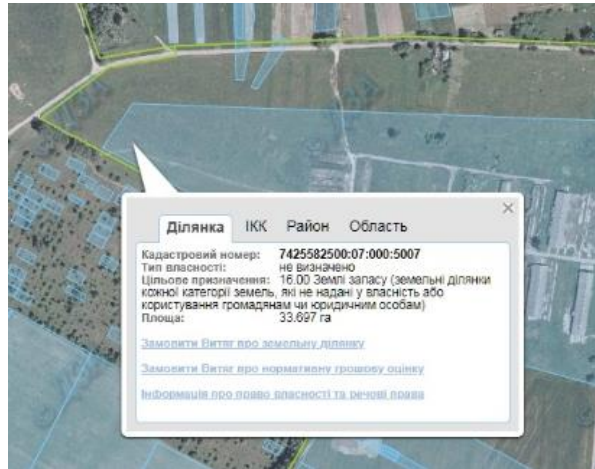 Ділянка ІКК Район Область
Кадастровий номер: 7425582500:07:000:5007
Тип власності: не визначено
Цільове призначення: 16.00 Землі запасу (земельні ділянки
кожної категорії земель, які не надані у власність або
користування громадянам чи юридичним особам)
Площа: 33.697 га
Замовити Витяг про земельну ділянку
Замовити Витяг про нормативну грошову оцінку
Інформація про право власності та речові права